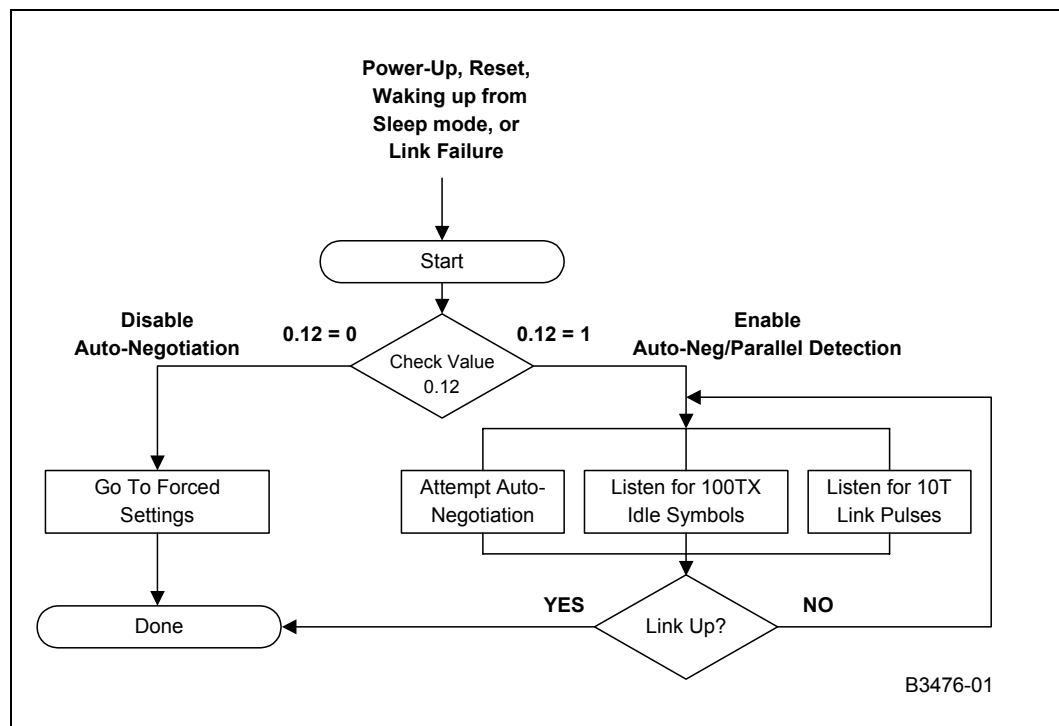 Power-Up, Reset,
Waking up from
Sleep mode, or
Link Failure
Start
Disable
Auto-Negotiation
0.12 = 0
0.12 = 1
Enable
Auto-Neg/Parallel Detection
Check Value
0.12
Go To Forced
Settings
Attempt Auto-
Negotiation
Listen for 100TX
Idle Symbols
Listen for 10T
Link Pulses
Done
YES
Link Up?
NO
B3476-01